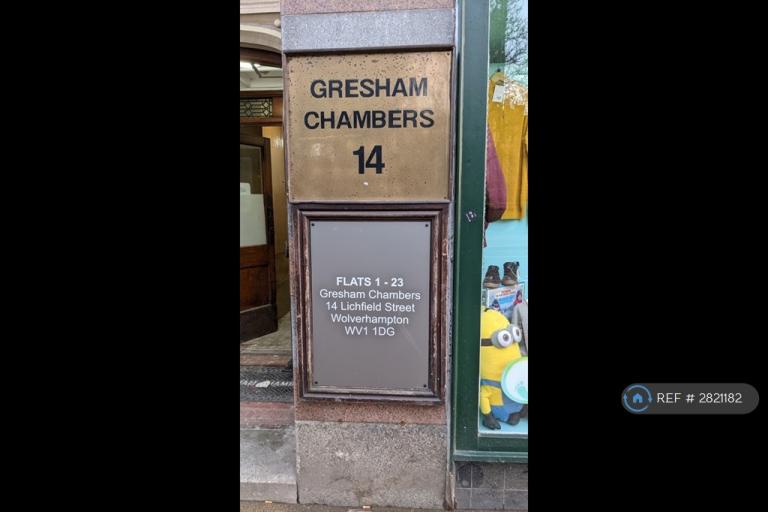 GRESHAM
CHAMBERS
14
FLATS 1 - 23
Gresham Chambers
14 Lichfield Street
Wolverhampton
WV1 1DG
REF # 2821182